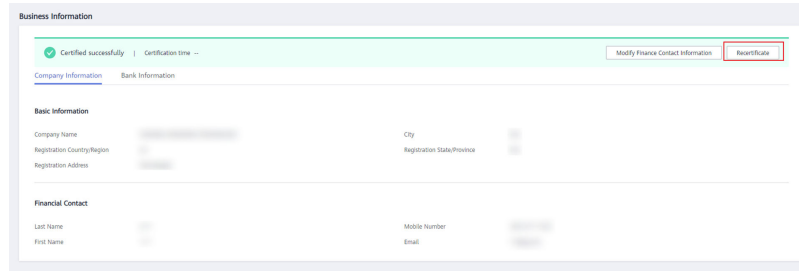 Business Information
Certified successfully | Certification time --
Modify Finance Contact Information
Recertificate
Company Information Bank Information
Basic Information
Company Name City
Registration Country/Region Registration State/Province
Registration Address
Financial Contact
Last Name Mobile Number
First Name Email